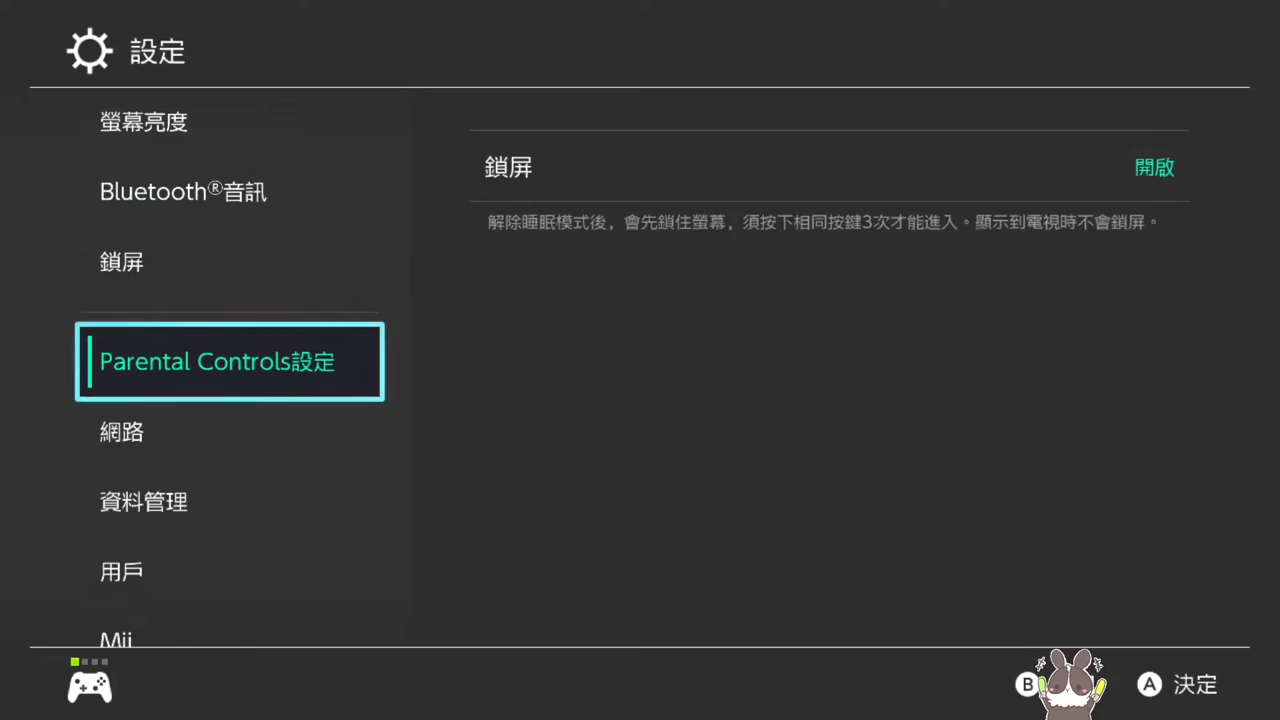 設定
螢幕亮度
Bluetooth®音訊
鎖屏
Parental Controls設定
網路
資料管理
用戶
Mii
鎖屏 開啟
解除睡眠模式後，會先鎖住螢幕，須按下相同按鍵3次才能進入。顯示到電視時不會鎖屏。
B
A 決定